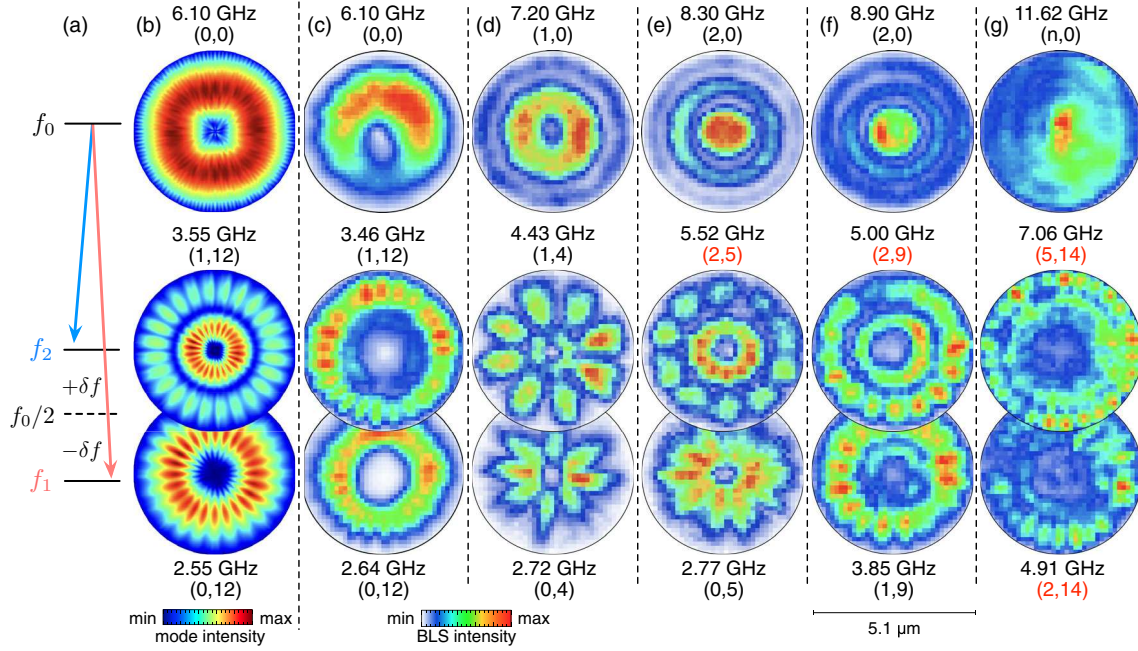 (a)
f₀
f₂
+δf
f₀/2
−δf
f₁
(b)
6.10 GHz
(0,0)
3.55 GHz
(1,12)
2.55 GHz
(0,12)
min max
mode intensity
(c)
6.10 GHz
(0,0)
3.46 GHz
(1,12)
2.64 GHz
(0,12)
(d)
7.20 GHz
(1,0)
4.43 GHz
(1,4)
2.72 GHz
(0,4)
min max
BLS intensity
(e)
8.30 GHz
(2,0)
5.52 GHz
(2,5)
2.77 GHz
(0,5)
(f)
8.90 GHz
(2,0)
5.00 GHz
(2,9)
3.85 GHz
(1,9)
5.1 µm
(g)
11.62 GHz
(n,0)
7.06 GHz
(5,14)
4.91 GHz
(2,14)